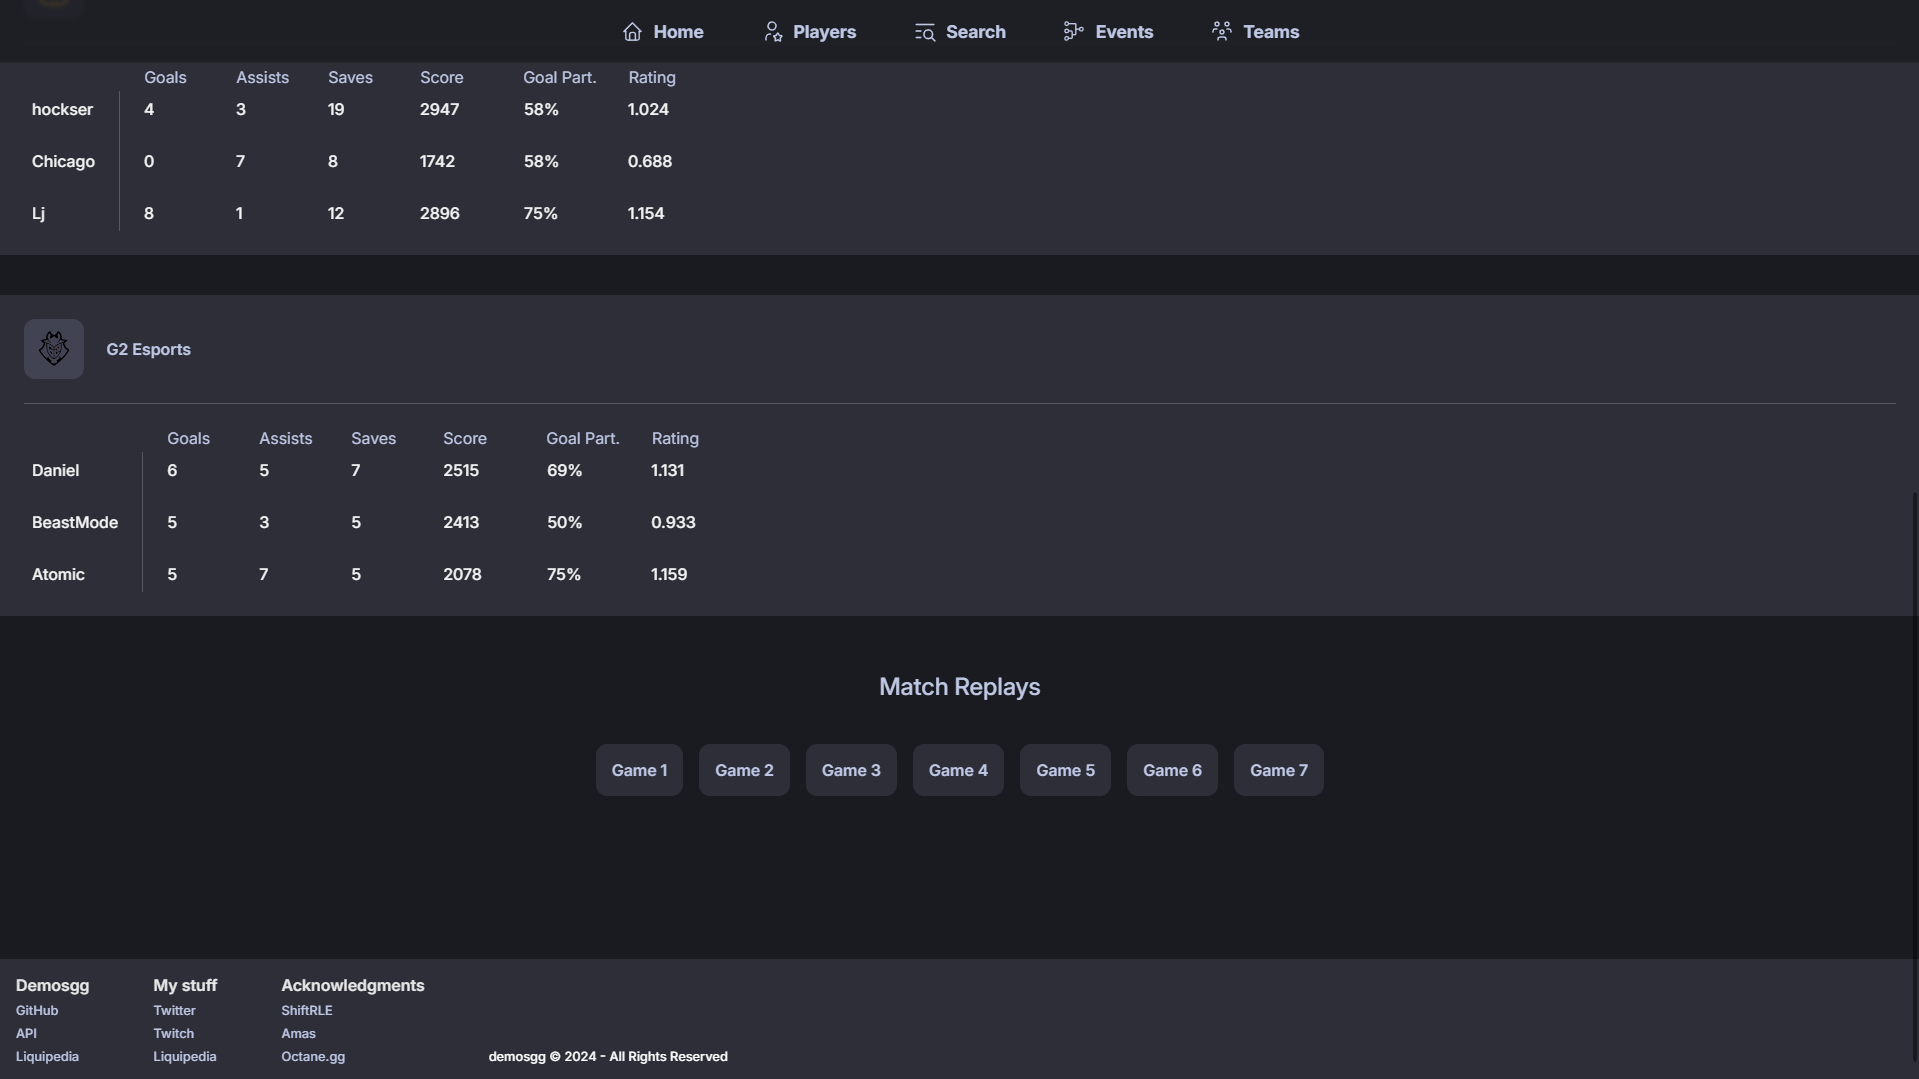 Home Players Search Events Teams
Goals Assists Saves Score Goal Part. Rating
hockser 4 3 19 2947 58% 1.024
Chicago 0 7 8 1742 58% 0.688
Lj 8 1 12 2896 75% 1.154
G2 Esports
Goals Assists Saves Score Goal Part. Rating
Daniel 6 5 7 2515 69% 1.131
BeastMode 5 3 5 2413 50% 0.933
Atomic 5 7 5 2078 75% 1.159
Match Replays
Game 1 Game 2 Game 3 Game 4 Game 5 Game 6 Game 7
Demosgg My stuff Acknowledgments
GitHub Twitter ShiftRLE
API Twitch Amas
Liquipedia Liquipedia Octane.gg demosgg © 2024 - All Rights Reserved